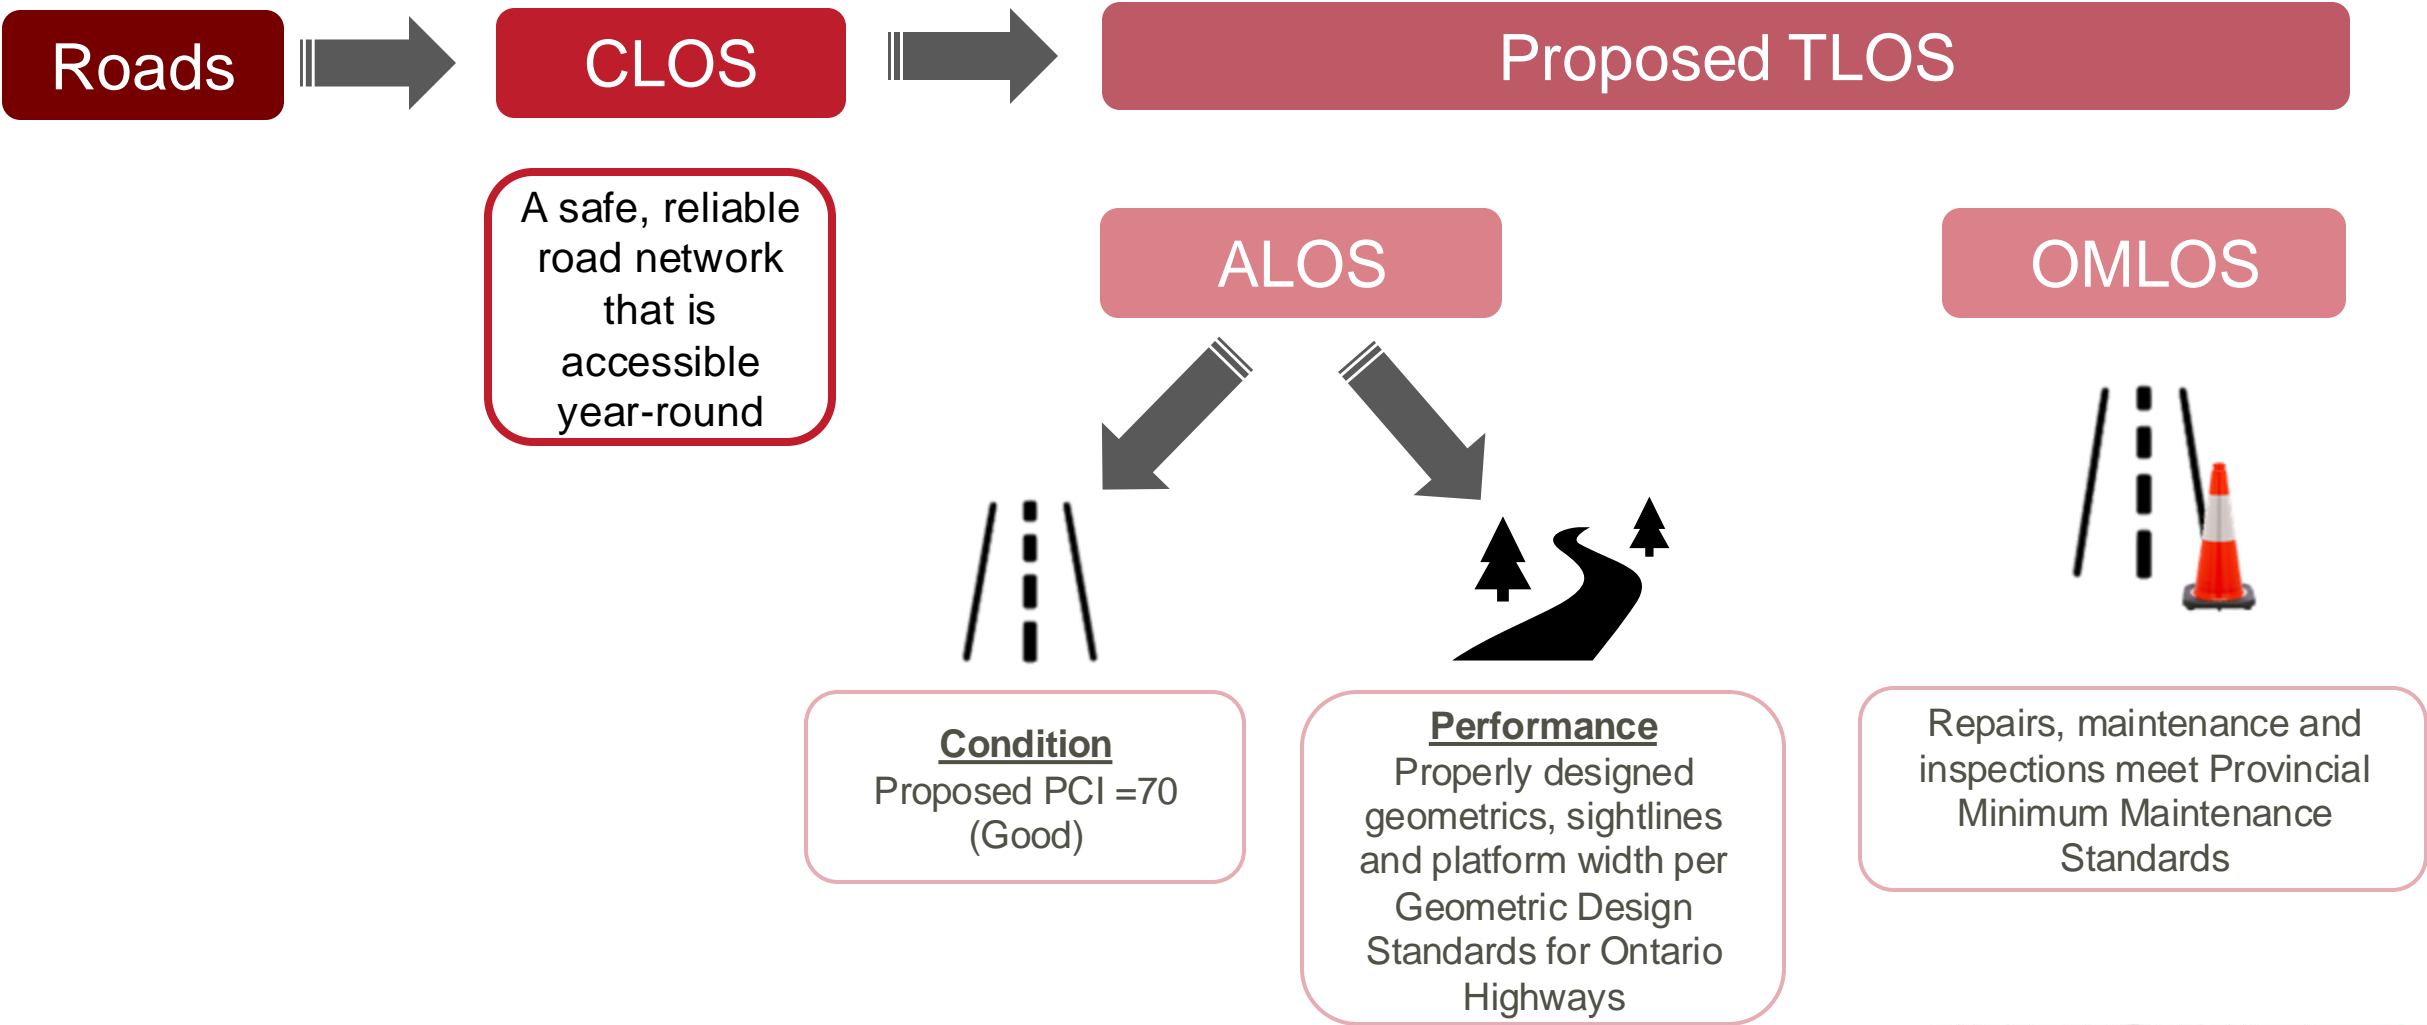 Roads
CLOS
Proposed TLOS
A safe, reliable
road network
that is
accessible
year-round
ALOS
OMLOS
Condition
Proposed PCI =70
(Good)
Performance
Properly designed
geometrics, sightlines
and platform width per
Geometric Design
Standards for Ontario
Highways
Repairs, maintenance and
inspections meet Provincial
Minimum Maintenance
Standards